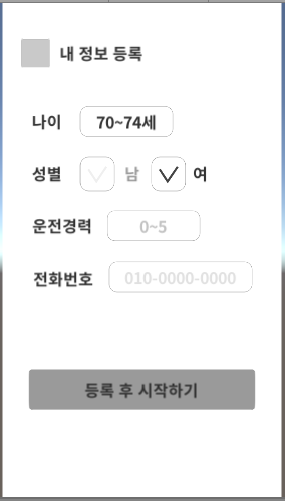 내 정보 등록
나이 70~74세
성별 남 여
운전경력 0~5
전화번호 010-0000-0000
등록 후 시작하기